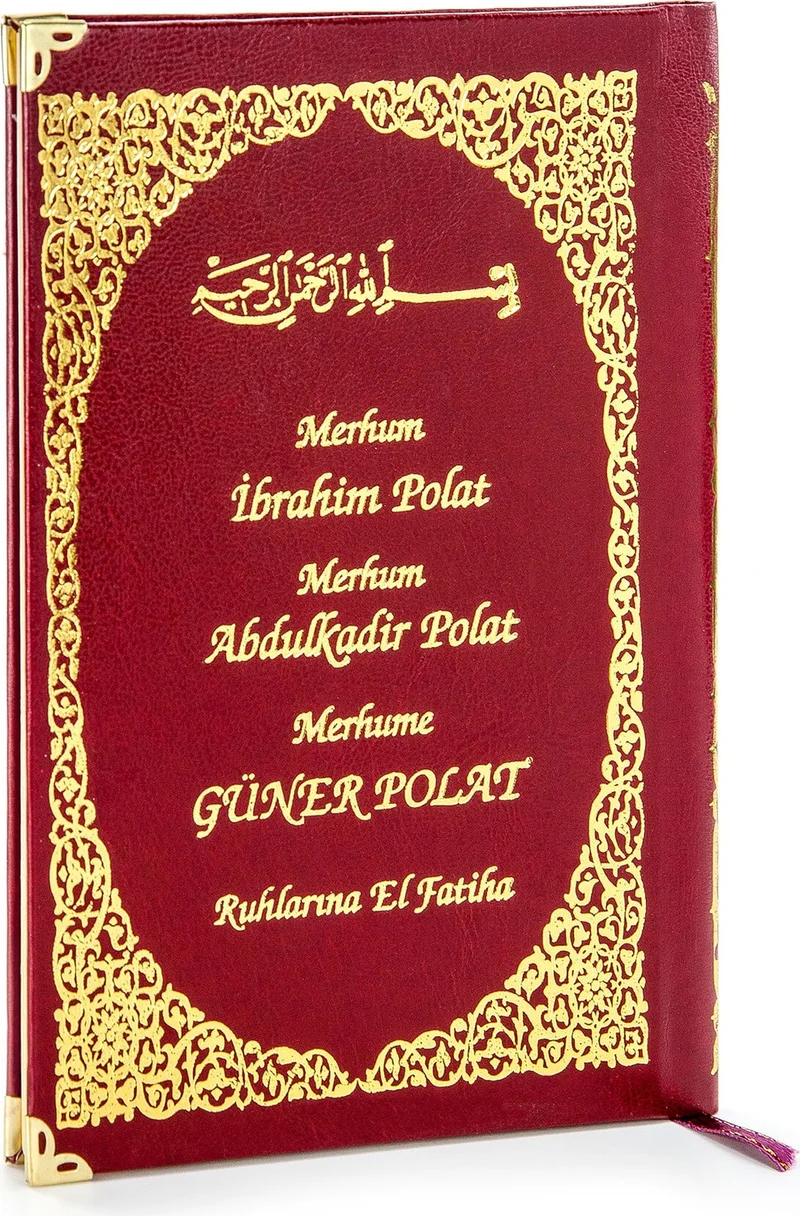 بسم الله الرحمن الرحيم
Merhum
İbrahim Polat
Merhum
Abdulkadir Polat
Merhume
GÜNER POLAT
Ruhlarına El Fatiha